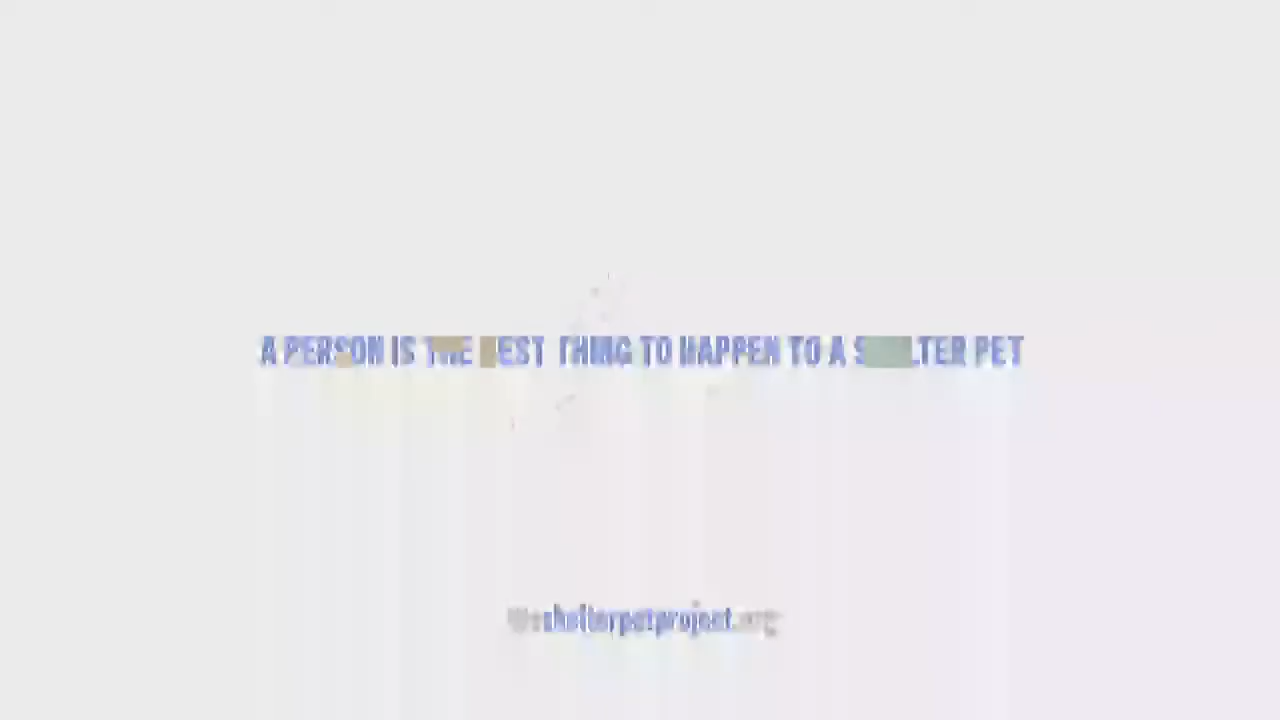 A PERSON IS THE BEST THING TO HAPPEN TO A SHELTER PET
theshelterpetproject.org